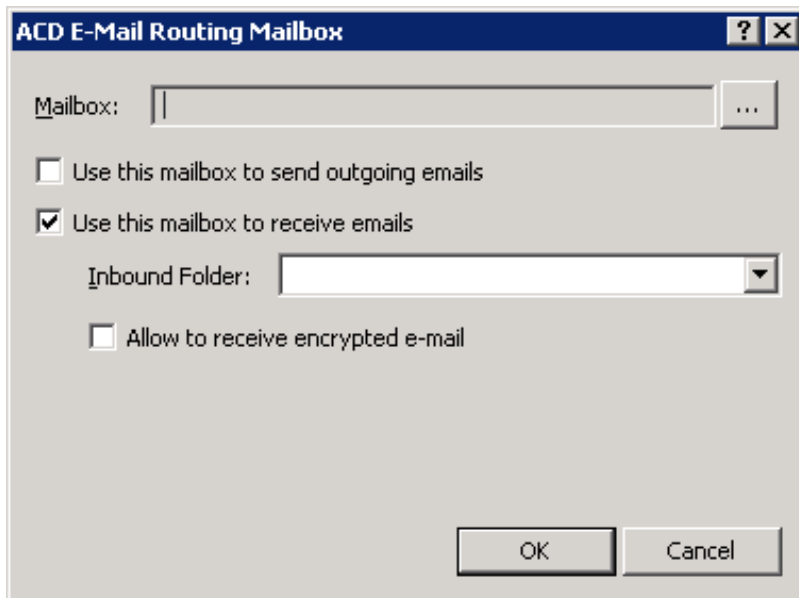 ACD E-Mail Routing Mailbox
Mailbox:
...
Use this mailbox to send outgoing emails
Use this mailbox to receive emails
Inbound Folder:
Allow to receive encrypted e-mail
OK Cancel